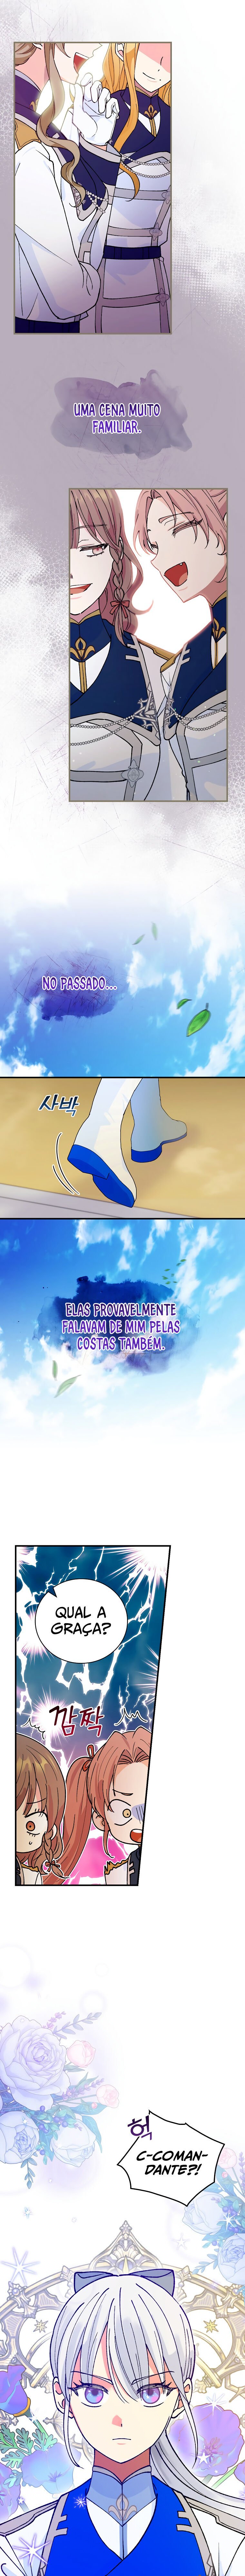 UMA CENA MUITO
FAMILIAR.
NO PASSADO...
사박
ELAS PROVAVELMENTE
FALAVAM DE MIM PELAS
COSTAS TAMBÉM.
QUAL A
GRAÇA?
깜짝
헉
C-COMAN-
DANTE?!